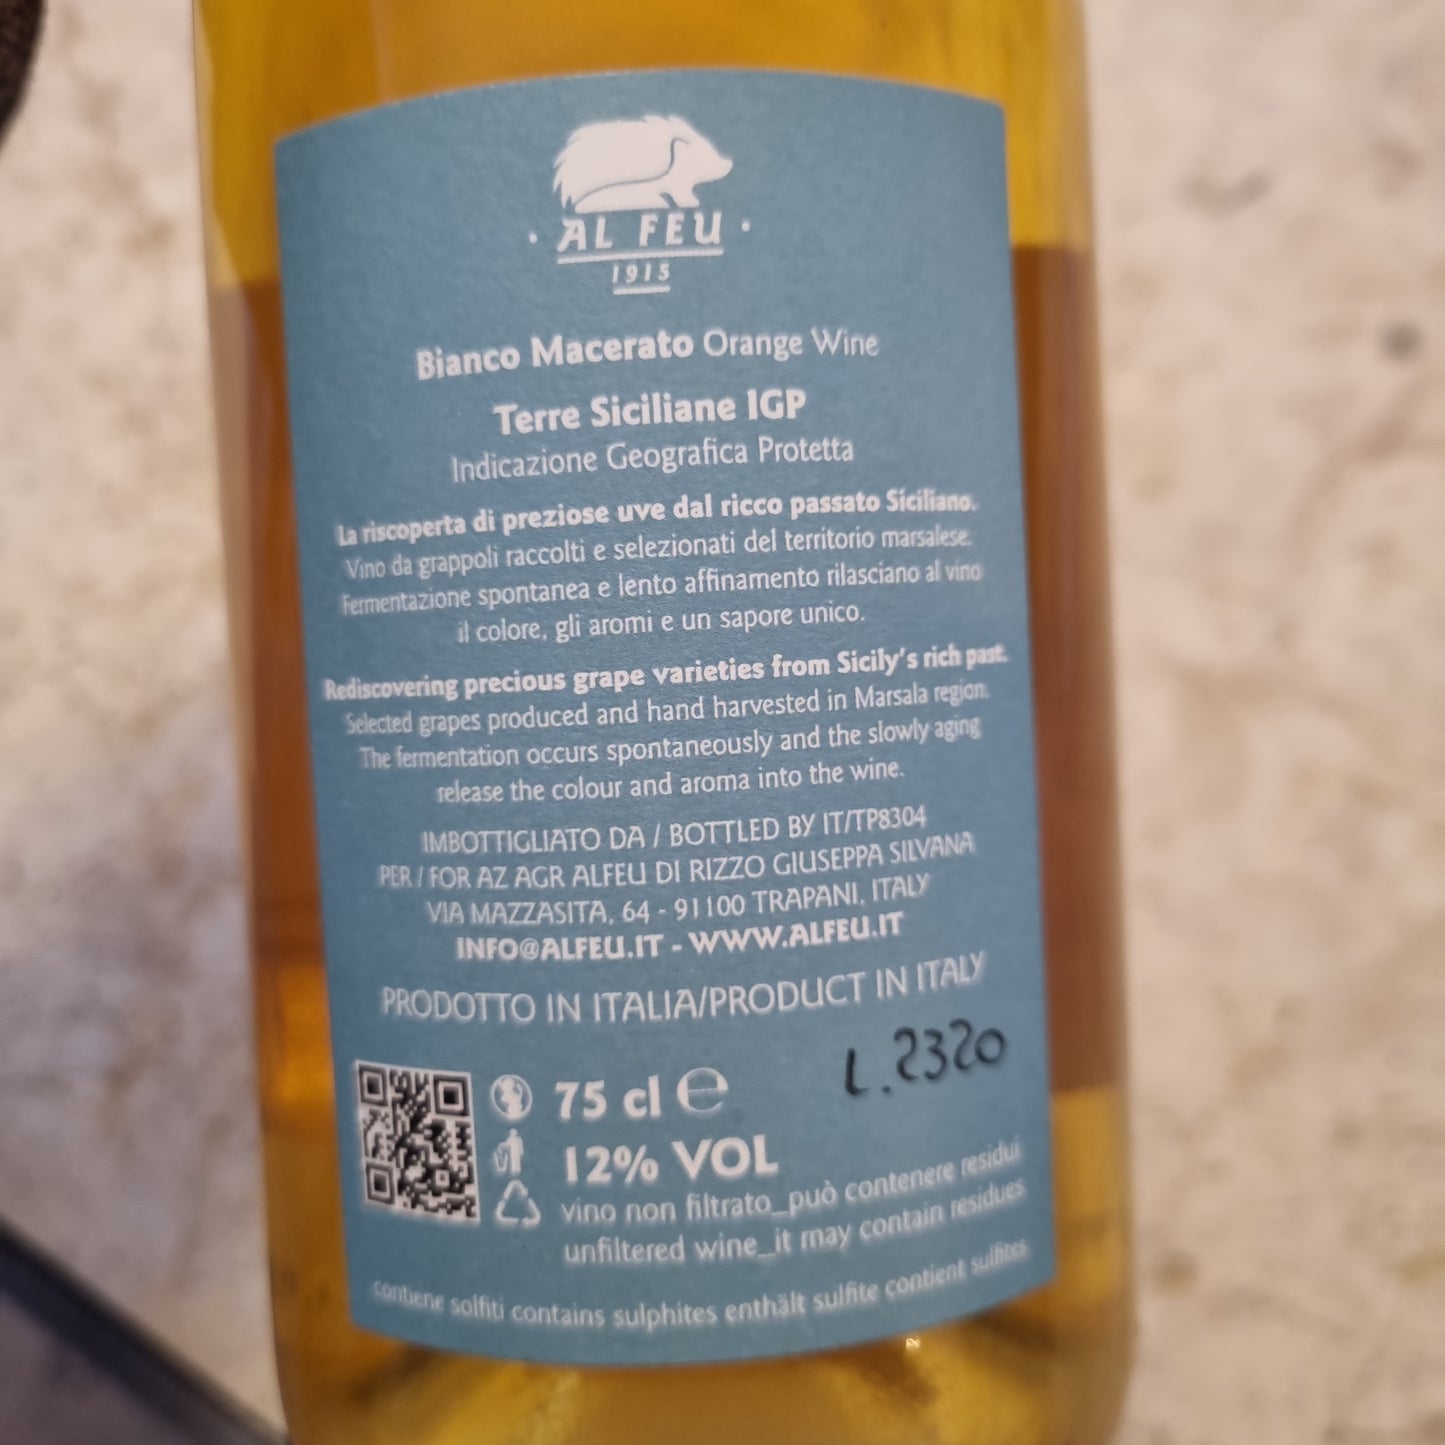 · AL FEU ·
1915
Bianco Macerato Orange Wine
Terre Siciliane IGP
Indicazione Geografica Protetta
La riscoperta di preziose uve dal ricco passato Siciliano.
Vino da grappoli raccolti e selezionati del territorio marsalese.
Fermentazione spontanea e lento affinamento rilasciano al vino
il colore, gli aromi e un sapore unico.
Rediscovering precious grape varieties from Sicily's rich past.
Selected grapes produced and hand harvested in Marsala region.
The fermentation occurs spontaneously and the slowly aging
release the colour and aroma into the wine.
IMBOTTIGLIATO DA / BOTTLED BY IT/TP8304
PER / FOR AZ AGR ALFEU DI RIZZO GIUSEPPA SILVANA
VIA MAZZASITA, 64 - 91100 TRAPANI, ITALY
INFO@ALFEU.IT - WWW.ALFEU.IT
PRODOTTO IN ITALIA/PRODUCT IN ITALY
L.2320
75 cl ℮
12% VOL
vino non filtrato_può contenere residui
unfiltered wine_it may contain residues
contiene solfiti contains sulphites enthält sulfite contient sulfites